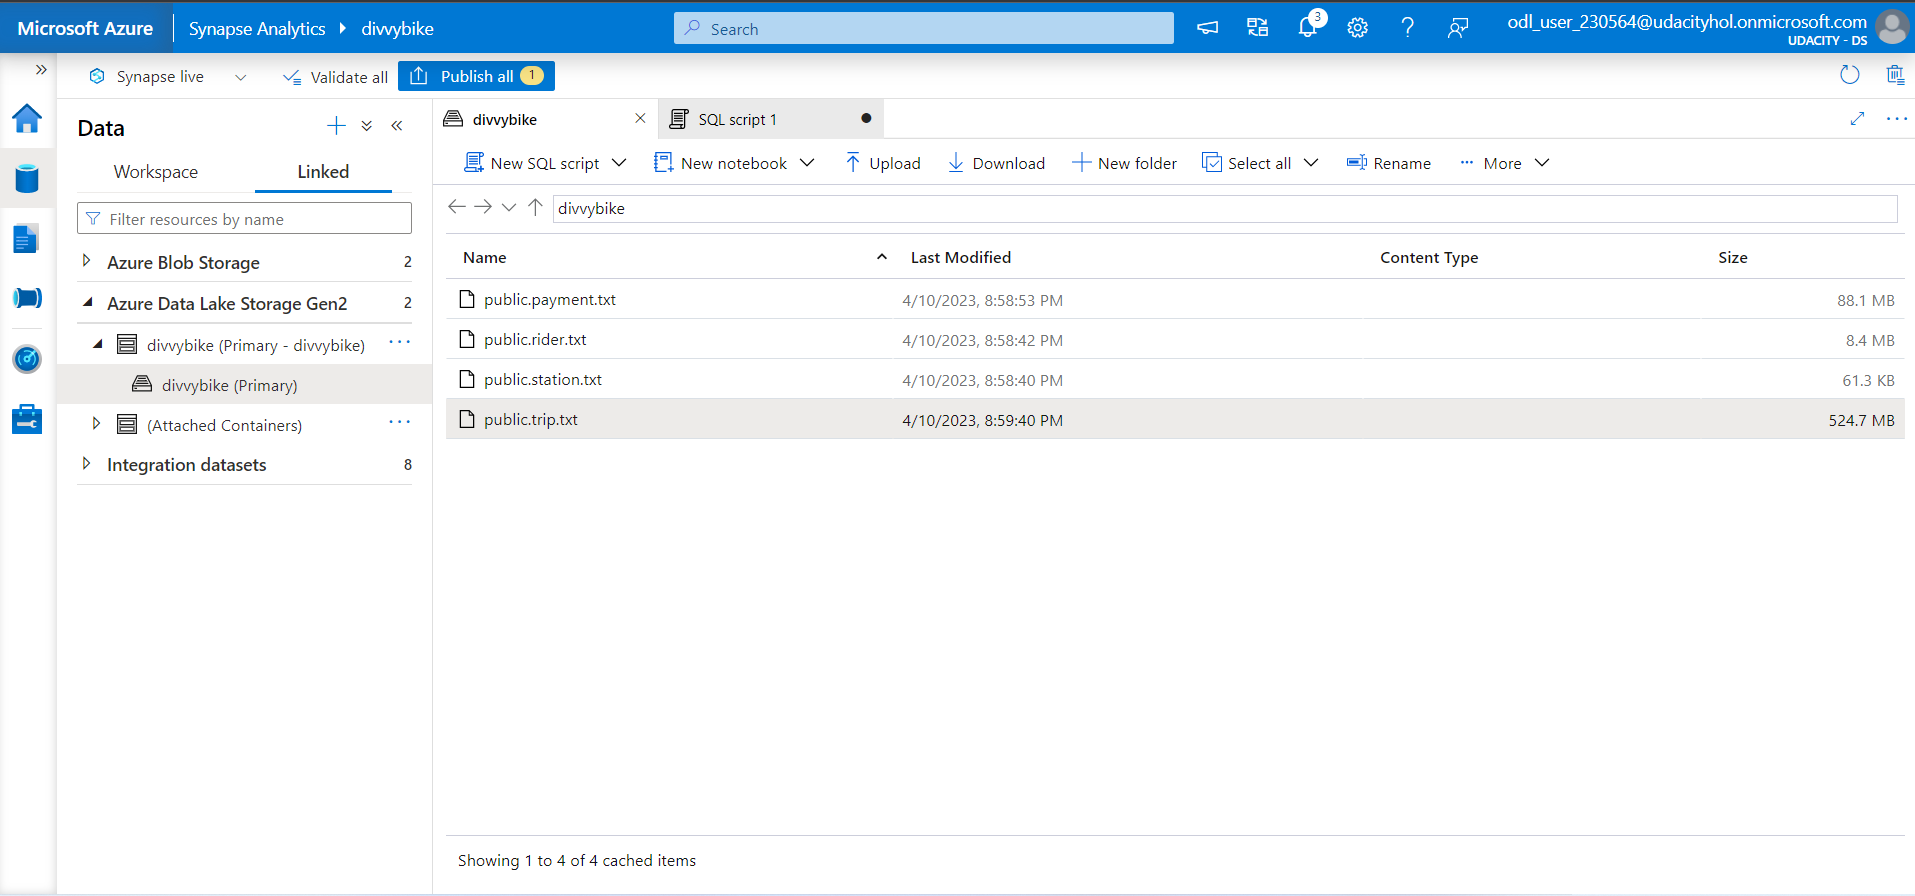 Microsoft Azure
Synapse Analytics
divvybike
Search
3
odl_user_230564@udacityhol.onmicrosoft.com
UDACITY - DS
Synapse live
Validate all
Publish all
1
Data
Workspace
Linked
Filter resources by name
Azure Blob Storage 2
Azure Data Lake Storage Gen2 2
divvybike (Primary - divvybike)
divvybike (Primary)
(Attached Containers)
Integration datasets 8
divvybike
SQL script 1
New SQL script
New notebook
Upload
Download
New folder
Select all
Rename
More
divvybike
Name Last Modified Content Type Size
public.payment.txt 4/10/2023, 8:58:53 PM 88.1 MB
public.rider.txt 4/10/2023, 8:58:42 PM 8.4 MB
public.station.txt 4/10/2023, 8:58:40 PM 61.3 KB
public.trip.txt 4/10/2023, 8:59:40 PM 524.7 MB
Showing 1 to 4 of 4 cached items